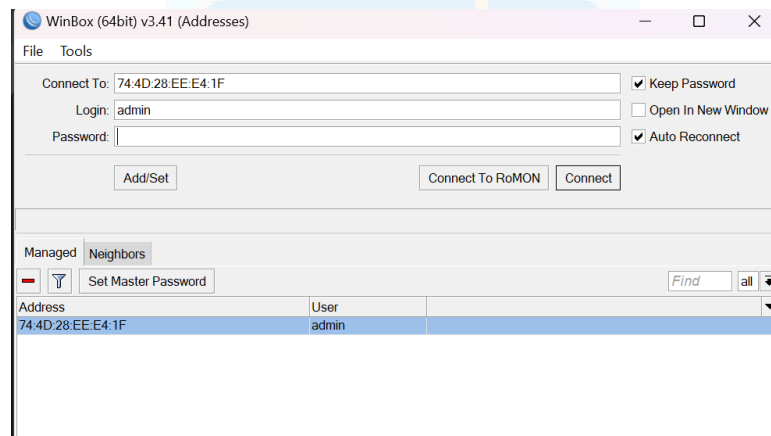 WinBox (64bit) v3.41 (Addresses)
File Tools
Connect To: 74:4D:28:EE:E4:1F Keep Password
Login: admin Open In New Window
Password: Auto Reconnect
Add/Set Connect To RoMON Connect
Managed Neighbors
Set Master Password Find all
Address User
74:4D:28:EE:E4:1F admin